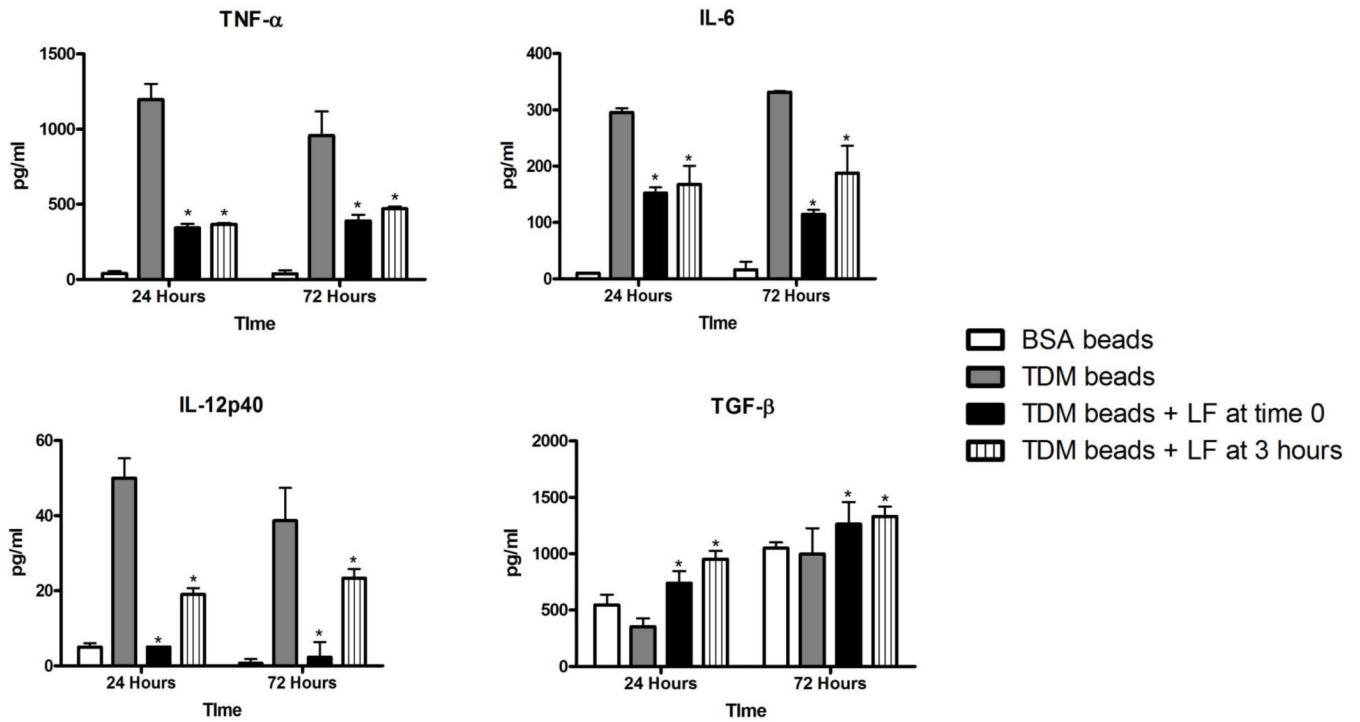 TNF-α
1500
1000
500
0
pg/ml
*
*
*
*
24 Hours
72 Hours
TIme
IL-6
400
300
200
100
0
pg/ml
*
*
*
*
24 Hours
72 Hours
TIme
IL-12p40
60
40
20
0
pg/ml
*
*
*
*
24 Hours
72 Hours
TIme
TGF-β
2000
1500
1000
500
0
pg/ml
*
*
*
*
24 Hours
72 Hours
TIme
BSA beads
TDM beads
TDM beads + LF at time 0
TDM beads + LF at 3 hours